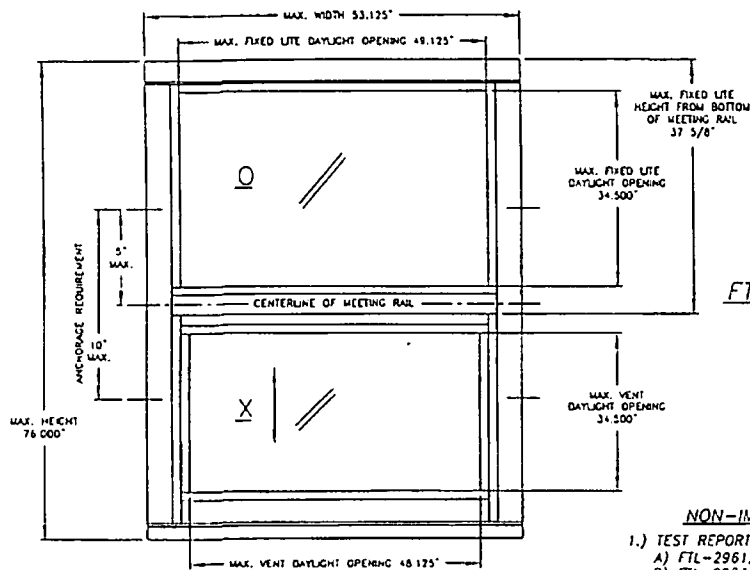 MAX. WIDTH 53.125"
MAX. FIXED LITE DAYLIGHT OPENING 49.125"
MAX. FIXED LITE
HEIGHT FROM BOTTOM
OF MEETING RAIL
37 5/8"
MAX. FIXED LITE
DAYLIGHT OPENING
34.500"
O
5"
MAX.
ANCHORAGE REQUIREMENT
10"
MAX.
CENTERLINE OF MEETING RAIL
FT
X
MAX. VENT
DAYLIGHT OPENING
34.500"
MAX. HEIGHT
76.000"
MAX. VENT DAYLIGHT OPENING 48.125"
NON-IM
1.) TEST REPORT
A) FTL-2961,